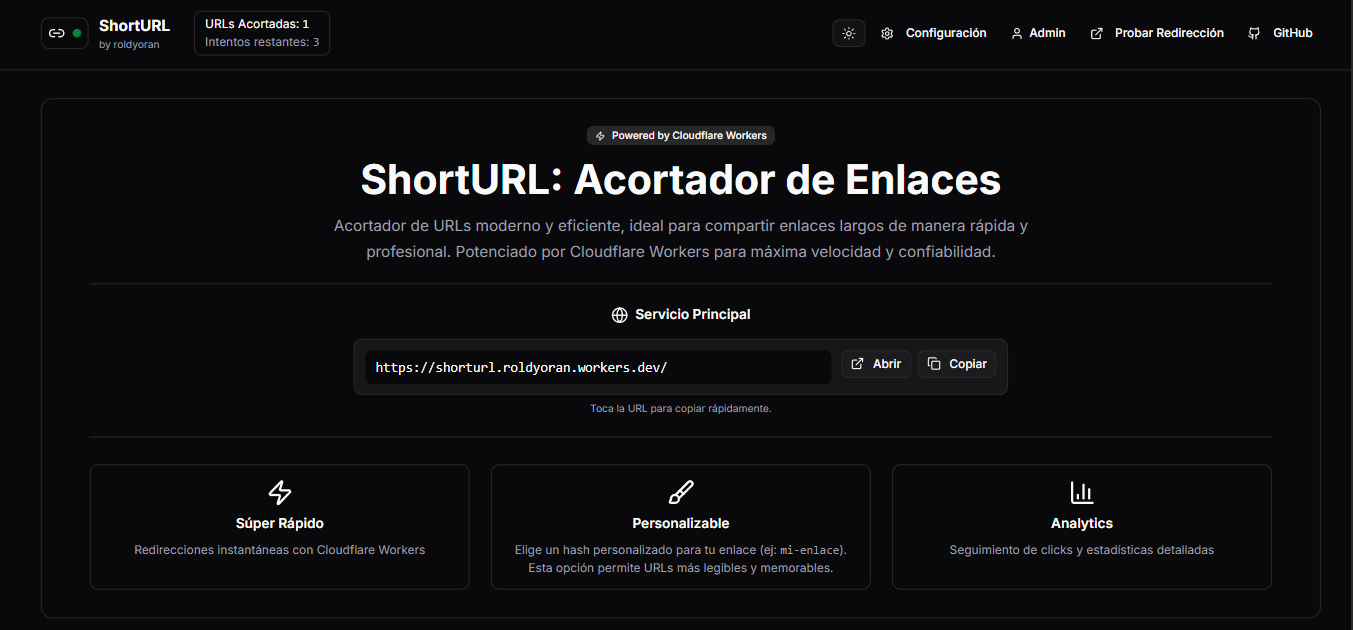 ShortURL
by roldyoran
URLs Acortadas: 1
Intentos restantes: 3
Configuración
Admin
Probar Redirección
GitHub
Powered by Cloudflare Workers
ShortURL: Acortador de Enlaces
Acortador de URLs moderno y eficiente, ideal para compartir enlaces largos de manera rápida y
profesional. Potenciado por Cloudflare Workers para máxima velocidad y confiabilidad.
Servicio Principal
https://shorturl.roldyoran.workers.dev/
Abrir
Copiar
Toca la URL para copiar rápidamente.
Súper Rápido
Redirecciones instantáneas con Cloudflare Workers
Personalizable
Elige un hash personalizado para tu enlace (ej: mi-enlace).
Esta opción permite URLs más legibles y memorables.
Analytics
Seguimiento de clicks y estadísticas detalladas